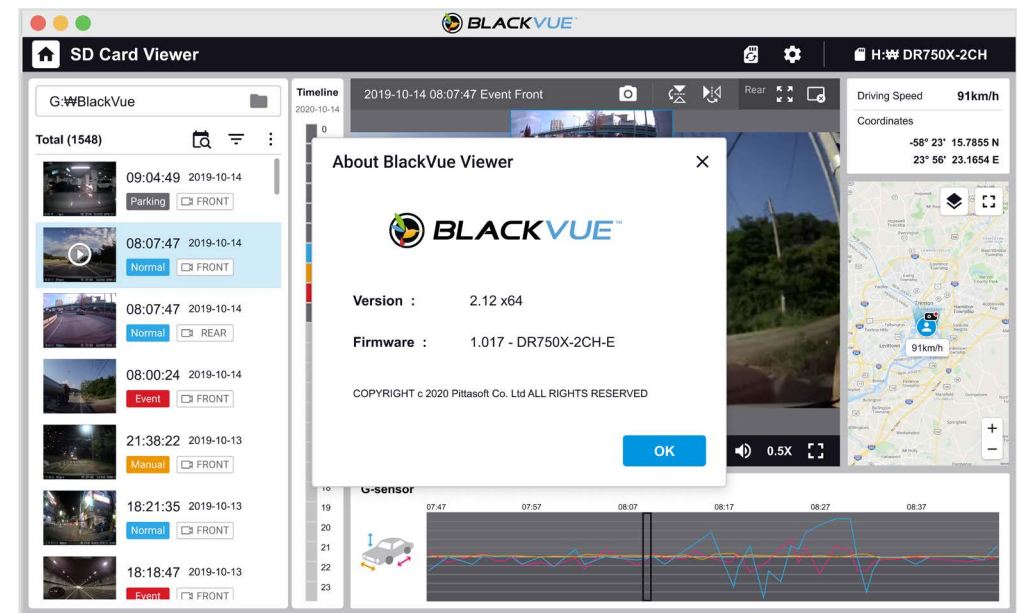 BLACKVUE
SD Card Viewer
H:₩ DR750X-2CH
G:₩BlackVue
Total (1548)
09:04:49 2019-10-14
Parking FRONT
08:07:47 2019-10-14
Normal FRONT
08:07:47 2019-10-14
Normal REAR
08:00:24 2019-10-14
Event FRONT
21:38:22 2019-10-13
Manual FRONT
18:21:35 2019-10-13
Normal FRONT
18:18:47 2019-10-13
Event FRONT
Timeline
2020-10-14
0
18
19
20
21
22
23
2019-10-14 08:07:47 Event Front
Rear
About BlackVue Viewer
BLACKVUE™
Version : 2.12 x64
Firmware : 1.017 - DR750X-2CH-E
COPYRIGHT c 2020 Pittasoft Co. Ltd ALL RIGHTS RESERVED
OK
0.5X
Driving Speed 91km/h
Coordinates
-58° 23' 15.7855 N
23° 56' 23.1654 E
Trenton
Hamilton
Township
Levittown
91km/h
+
−
G-sensor
07:47 07:57 08:07 08:17 08:27 08:37